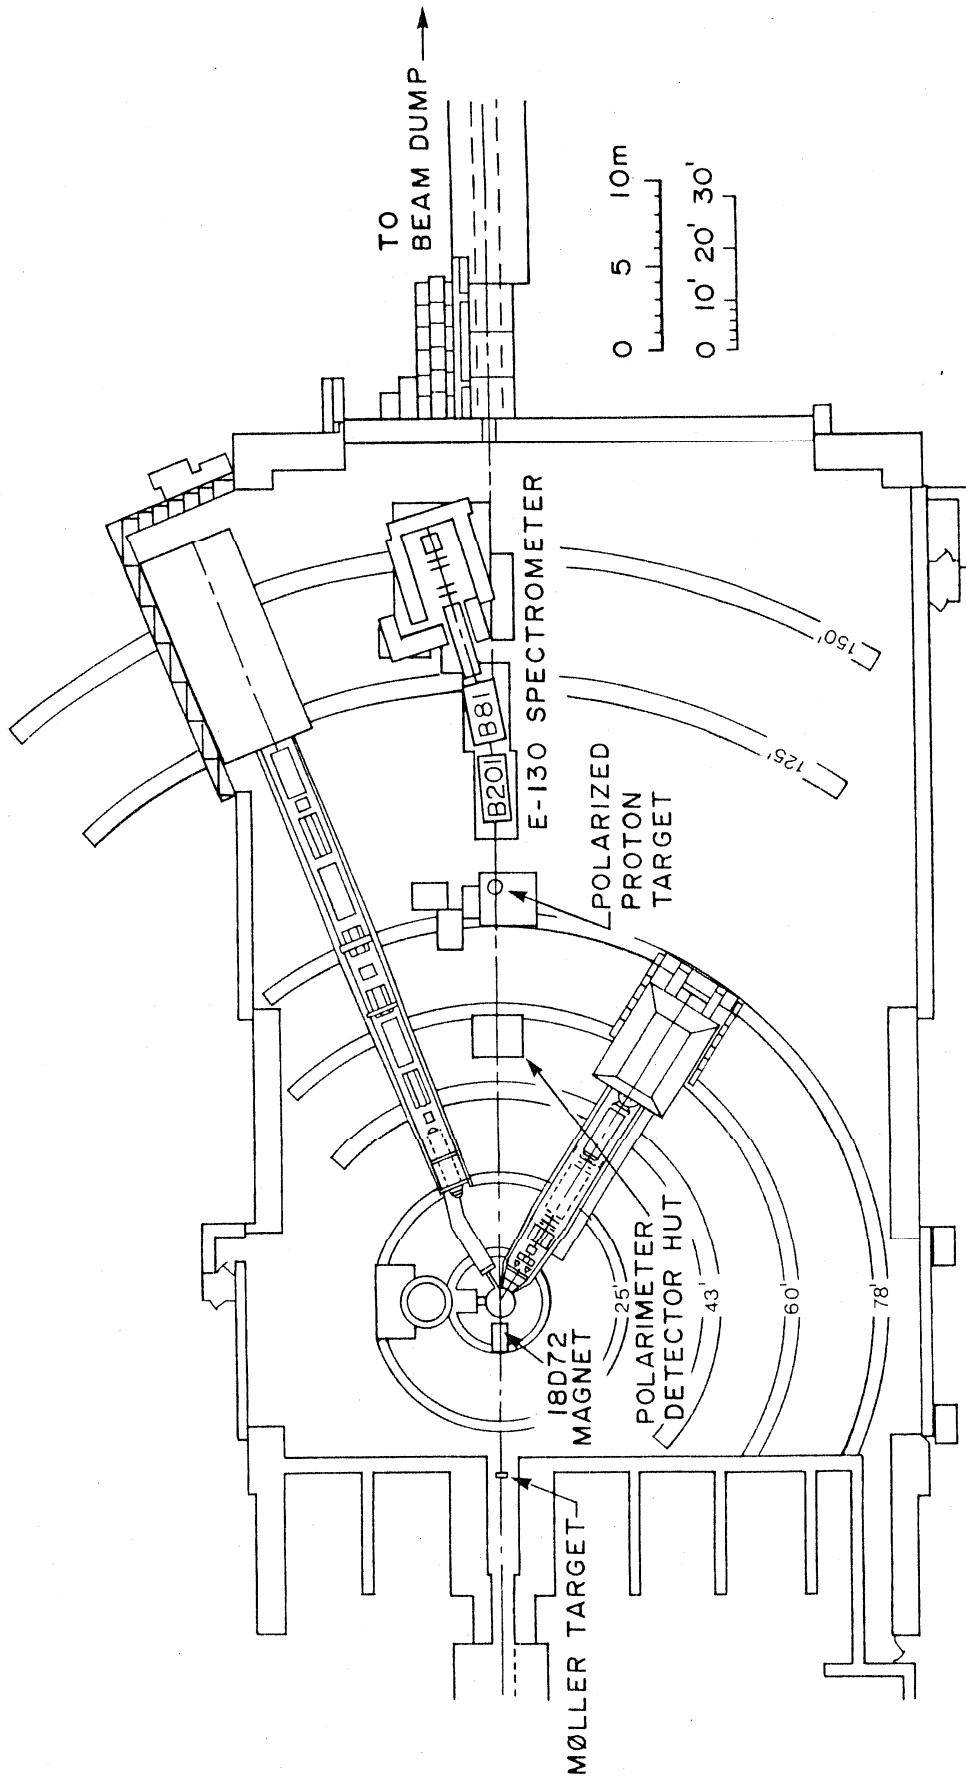 TO
BEAM DUMP
0 5 10m
0 10' 20' 30'
E-130 SPECTROMETER
B201
B81
POLARIZED
PROTON
TARGET
150'
125'
18D72
MAGNET
POLARIMETER
DETECTOR HUT
25'
43'
60'
78'
MØLLER TARGET